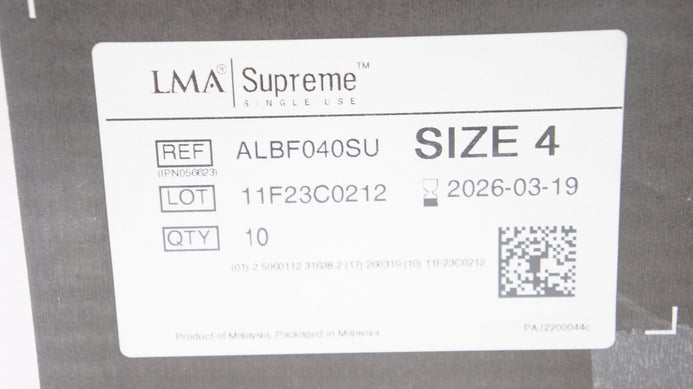 LMA® Supreme™
SINGLE USE
REF ALBF040SU SIZE 4
(IPN056623)
LOT 11F23C0212 2026-03-19
QTY 10
(01) 2 5060112 31638 2 (17) 260319 (10) 11F23C0212
Product of Malaysia, Packaged in Malaysia
PAJ2200044c